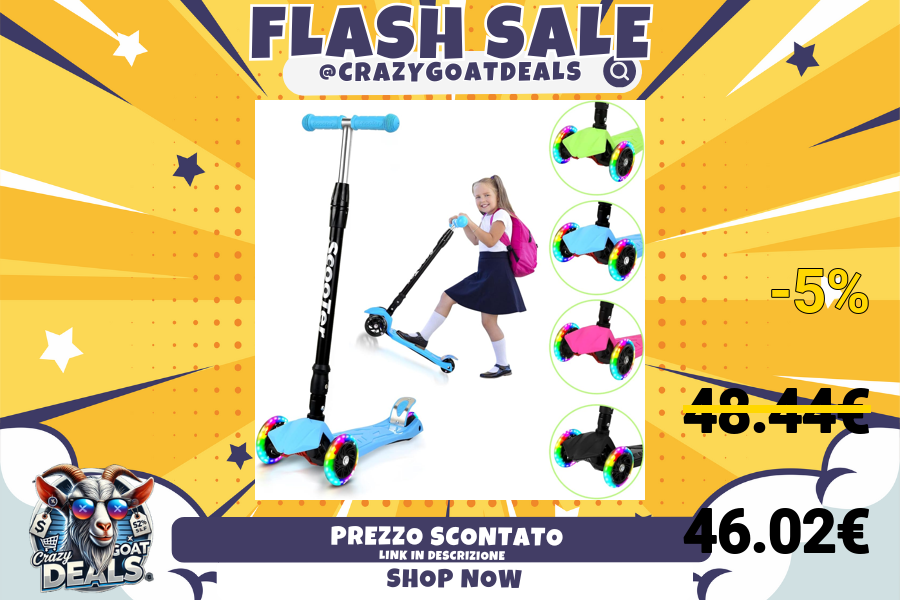 FLASH SALE
@CRAZYGOATDEALS
Scooter
-5%
48.44€
46.02€
PREZZO SCONTATO
LINK IN DESCRIZIONE
SHOP NOW
$
Crazy
GOAT
DEALS